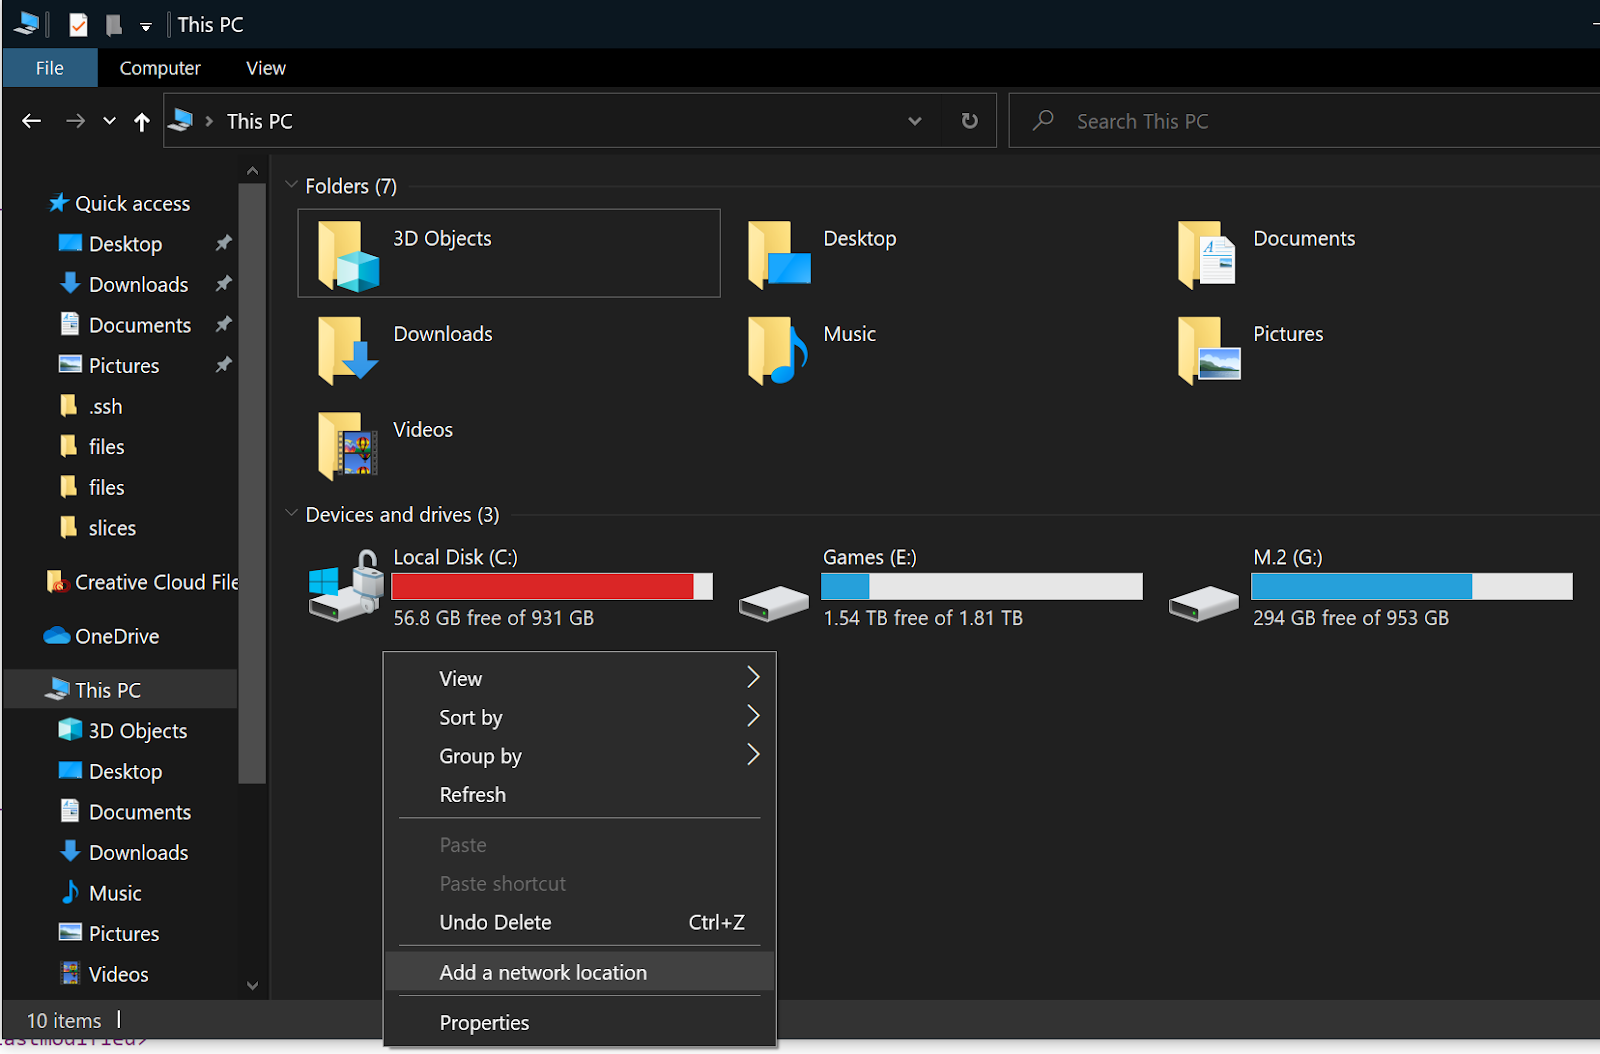 This PC
File Computer View
This PC
Search This PC
Quick access
Desktop
Downloads
Documents
Pictures
.ssh
files
files
slices
Creative Cloud File
OneDrive
This PC
3D Objects
Desktop
Documents
Downloads
Music
Pictures
Videos
Folders (7)
3D Objects
Desktop
Documents
Downloads
Music
Pictures
Videos
Devices and drives (3)
Local Disk (C:)
56.8 GB free of 931 GB
Games (E:)
1.54 TB free of 1.81 TB
M.2 (G:)
294 GB free of 953 GB
View
Sort by
Group by
Refresh
Paste
Paste shortcut
Undo Delete Ctrl+Z
Add a network location
Properties
10 items